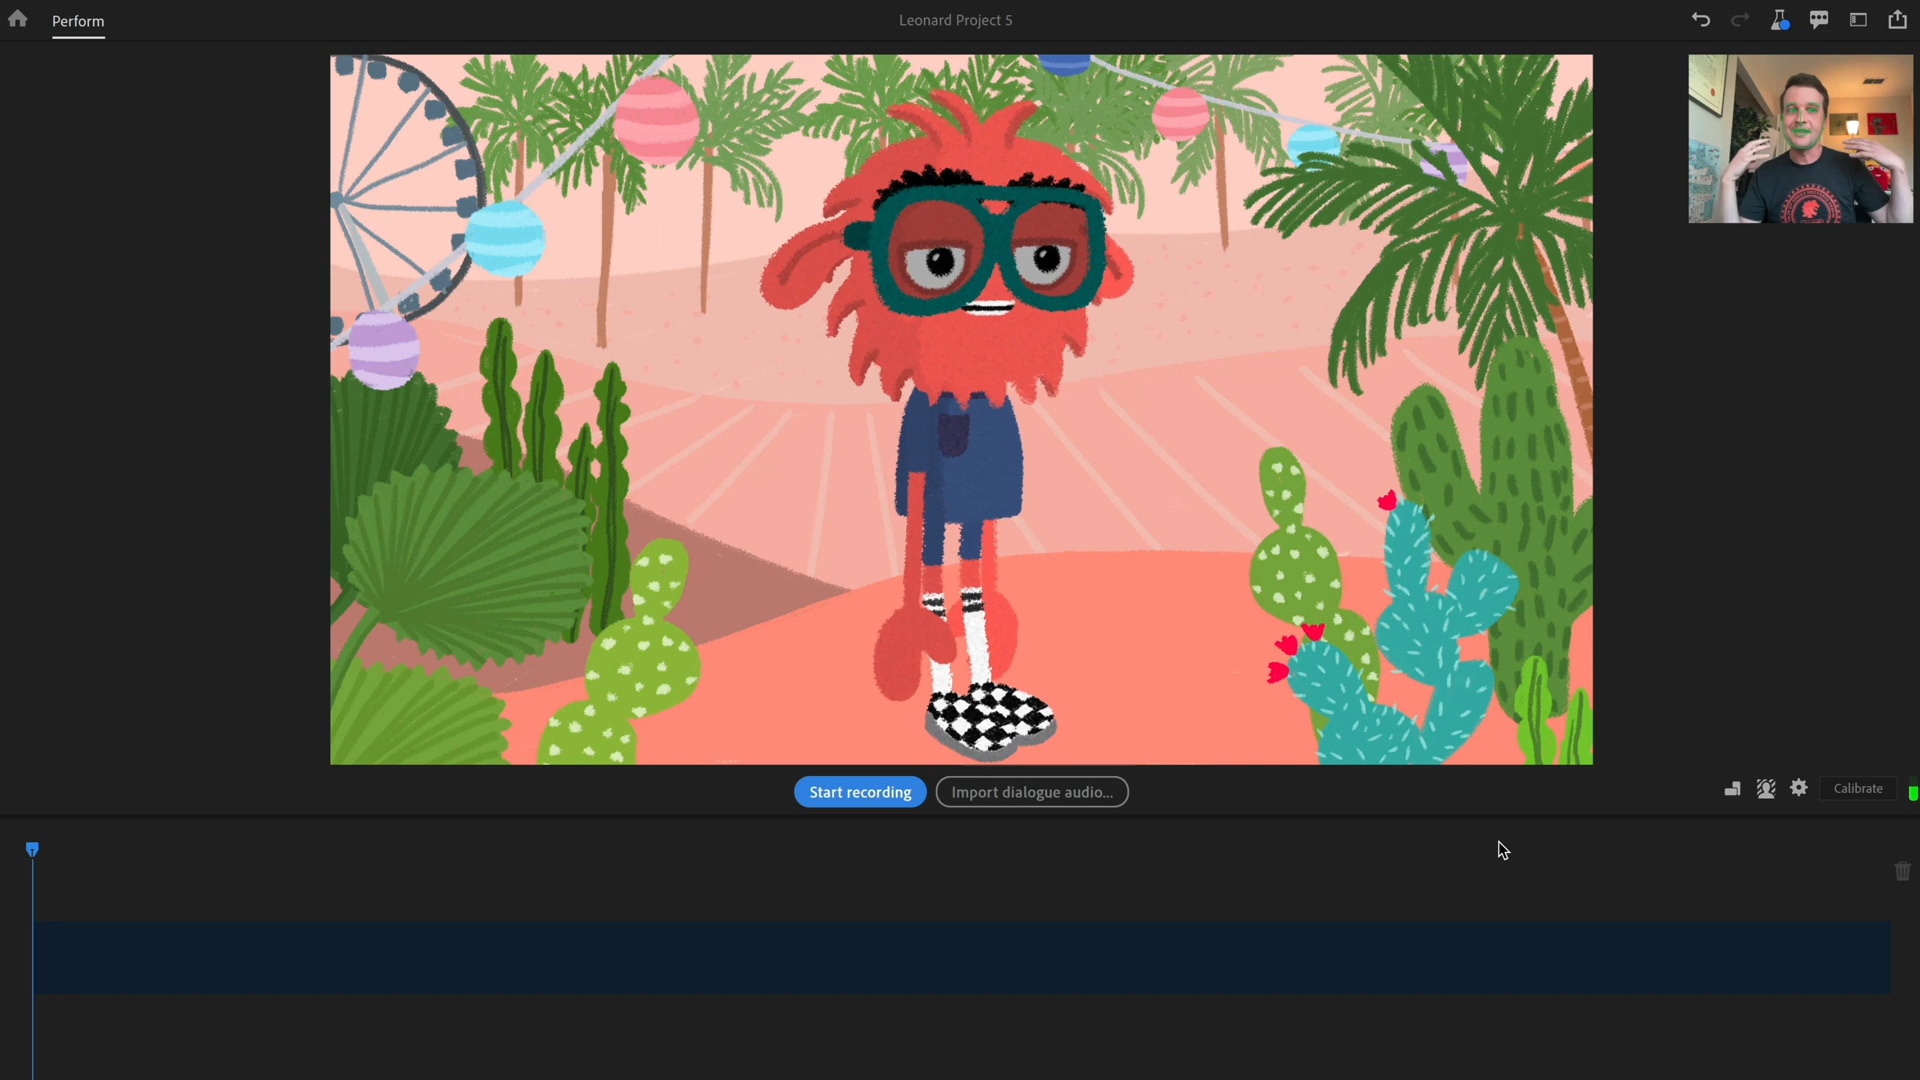 Perform
Leonard Project 5
Start recording
Import dialogue audio...
Calibrate